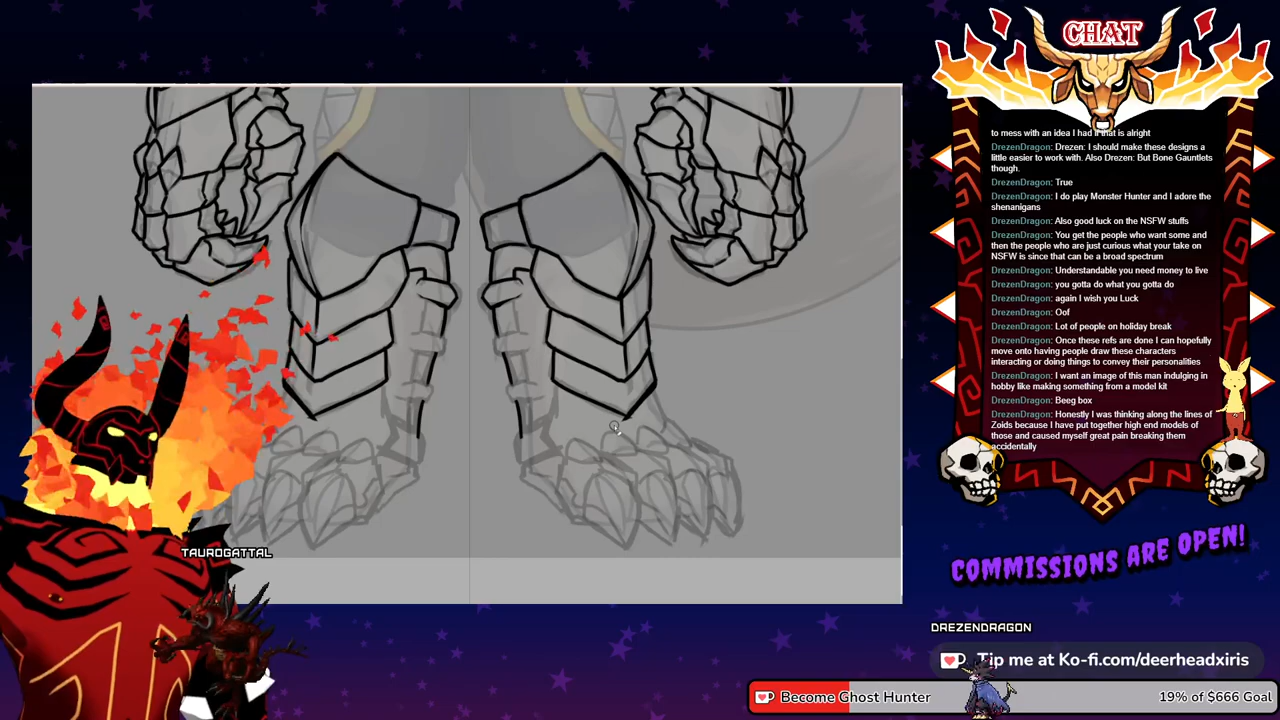 CHAT
to mess with an idea I had if that is alright
DrezenDragon: Drezen: I should make these designs a
little easier to work with. Also Drezen: But Bone Gauntlets
though.
DrezenDragon: True
DrezenDragon: I do play Monster Hunter and I adore the
shenanigans
DrezenDragon: Also good luck on the NSFW stuffs
DrezenDragon: You get the people who want some and
then the people who are just curious what your take on
NSFW is since that can be a broad spectrum
DrezenDragon: Understandable you need money to live
DrezenDragon: you gotta do what you gotta do
DrezenDragon: again I wish you Luck
DrezenDragon: Oof
DrezenDragon: Lot of people on holiday break
DrezenDragon: Once these refs are done I can hopefully
move onto having people draw these characters
interacting or doing things to convey their personalities
DrezenDragon: I want an image of this man indulging in
hobby like making something from a model kit
DrezenDragon: Beeg box
DrezenDragon: Honestly I was thinking along the lines of
Zoids because I have put together high end models of
those and caused myself great pain breaking them
accidentally
TAUROGATTAL
COMMISSIONS ARE OPEN!
DREZENDRAGON
Tip me at Ko-fi.com/deerheadxiris
Become Ghost Hunter
19% of $666 Goal